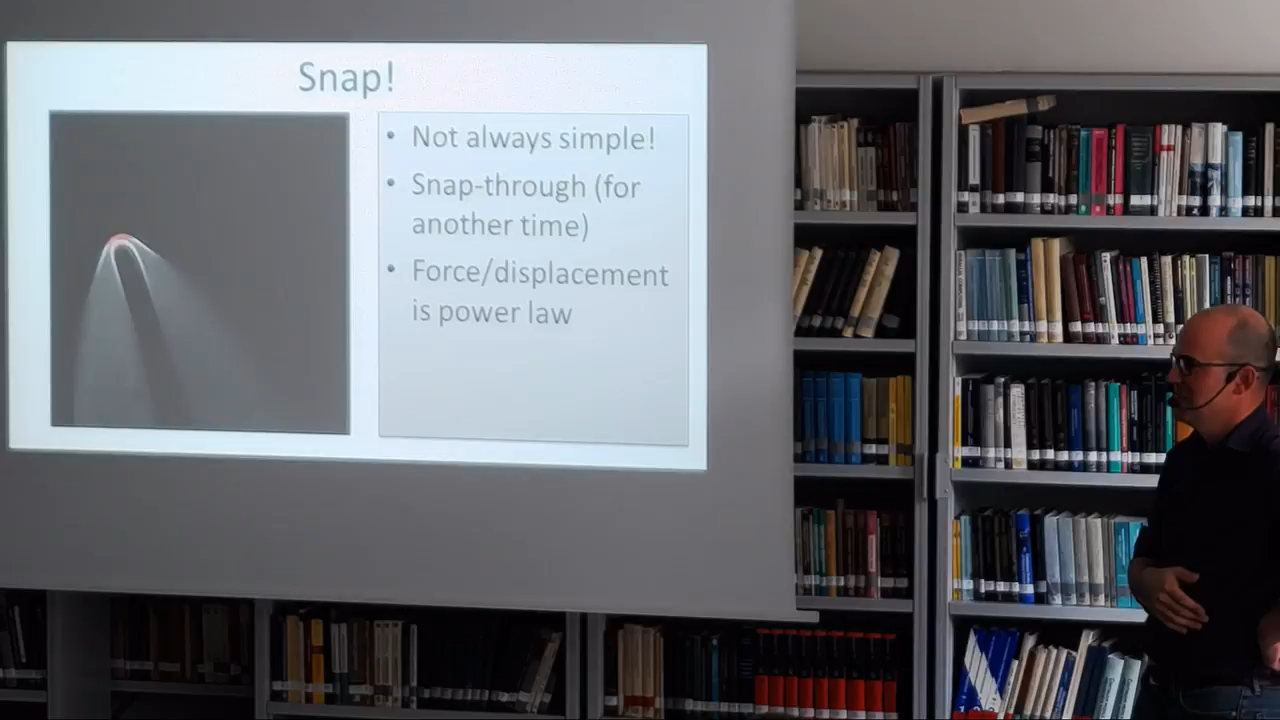 Snap!
• Not always simple!
• Snap-through (for
another time)
• Force/displacement
is power law